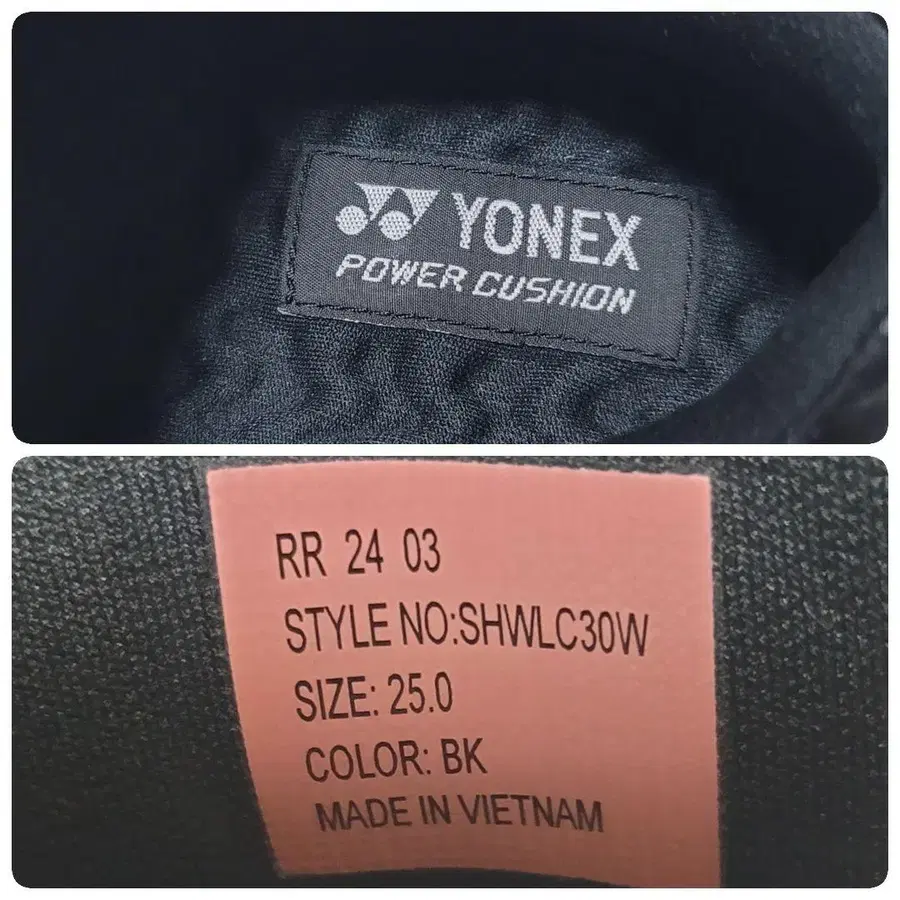 YONEX
POWER CUSHION
RR 24 03
STYLE NO:SHWLC30W
SIZE: 25.0
COLOR: BK
MADE IN VIETNAM